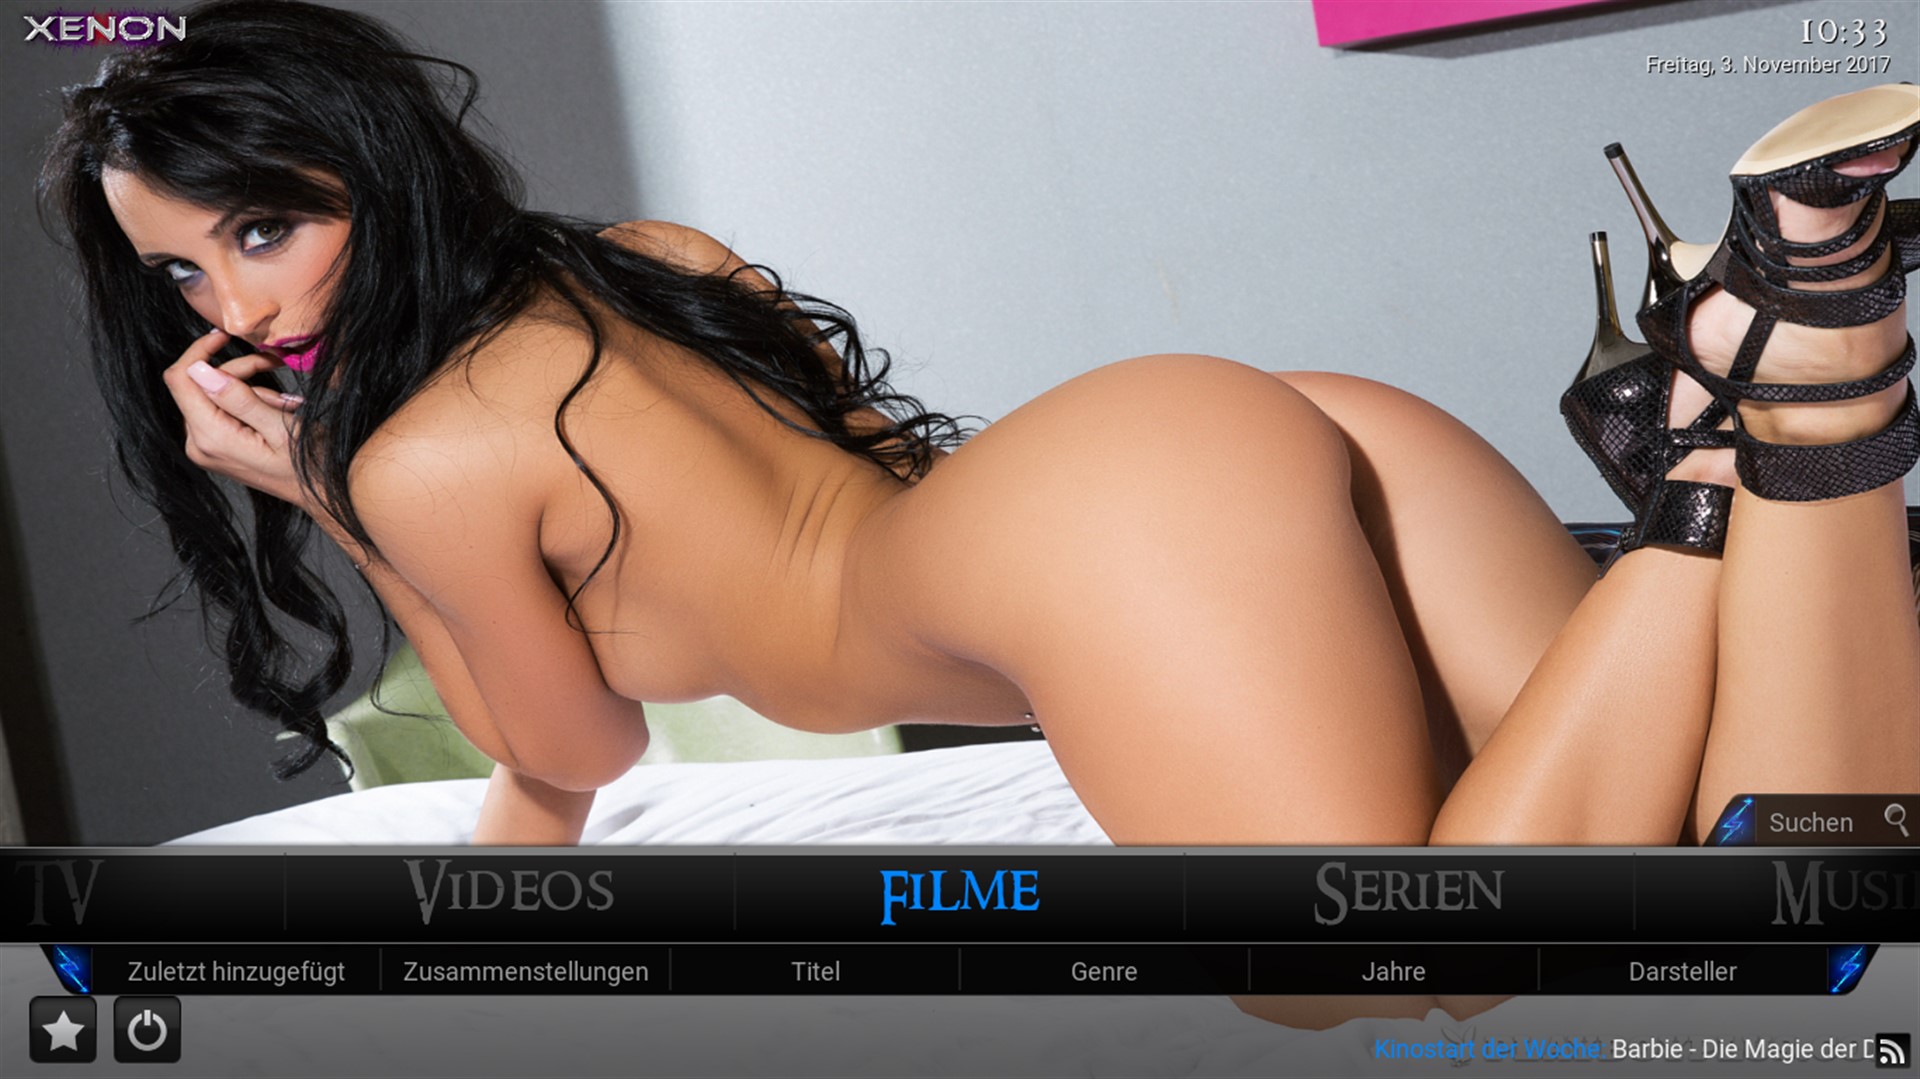 XENON
10:33
Freitag, 3. November 2017
Suchen
TV
VIDEOS
FILME
SERIEN
MUSI
Zuletzt hinzugefügt
Zusammenstellungen
Titel
Genre
Jahre
Darsteller
Kinostart der Woche: Barbie - Die Magie der D